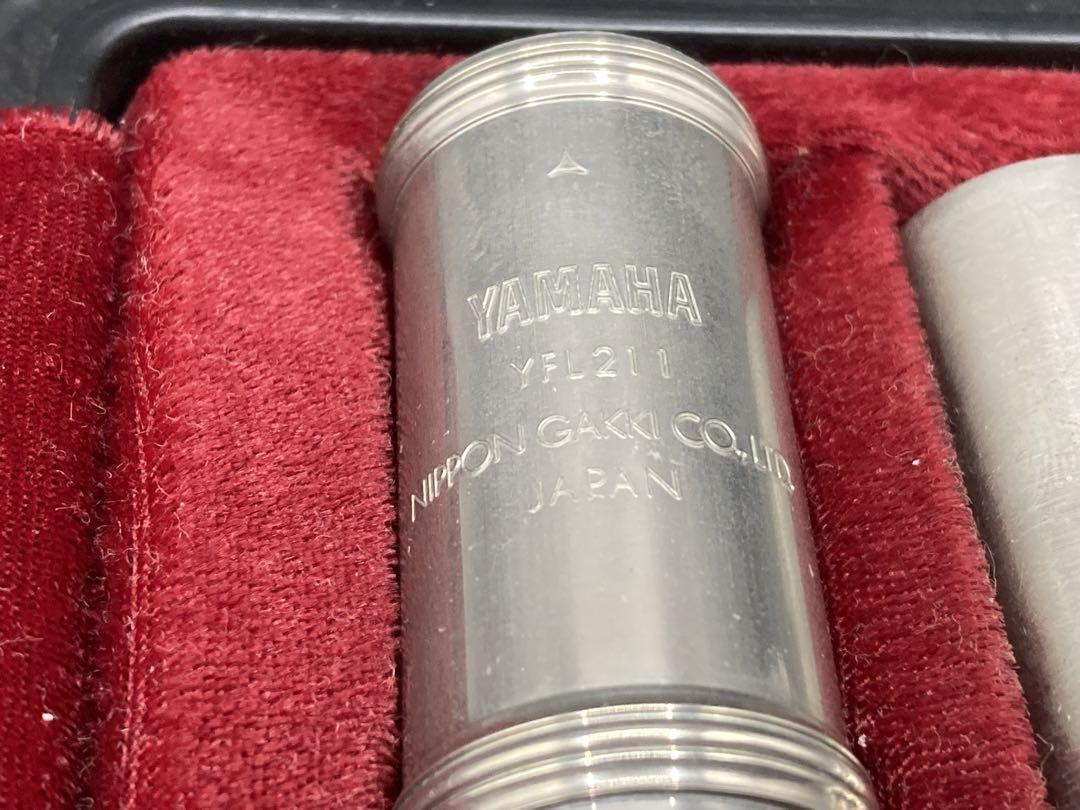 YAMAHA
YFL211
NIPPON GAKKI CO., LTD.
JAPAN